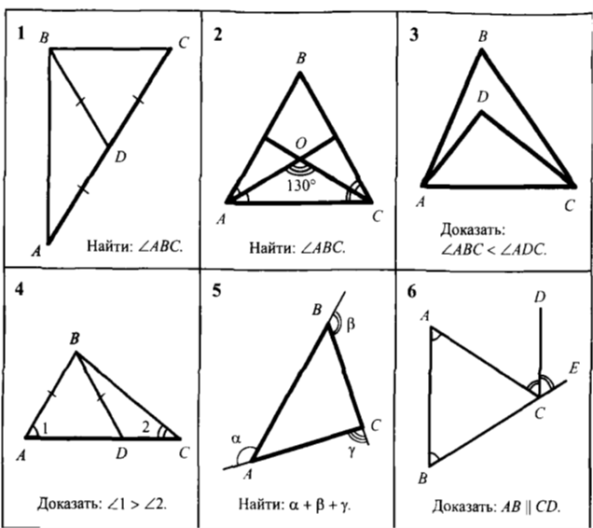 1
B
C
D
A
Найти: ∠ABC.
2
B
O
130°
A
C
Найти: ∠ABC.
3
B
D
A
C
Доказать:
∠ABC < ∠ADC.
4
B
1
2
A
D
C
Доказать: ∠1 > ∠2.
5
B
β
C
α
γ
A
Найти: α + β + γ.
6
D
A
E
C
B
Доказать: AB || CD.